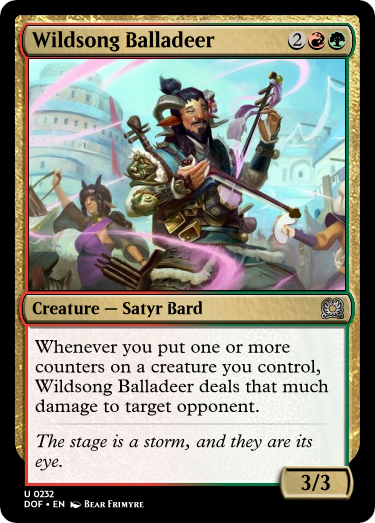 Wildsong Balladeer 2
Creature — Satyr Bard
Whenever you put one or more
counters on a creature you control,
Wildsong Balladeer deals that much
damage to target opponent.
The stage is a storm, and they are its
eye.
3/3
U 0232
DOF • EN Bear Frimyre